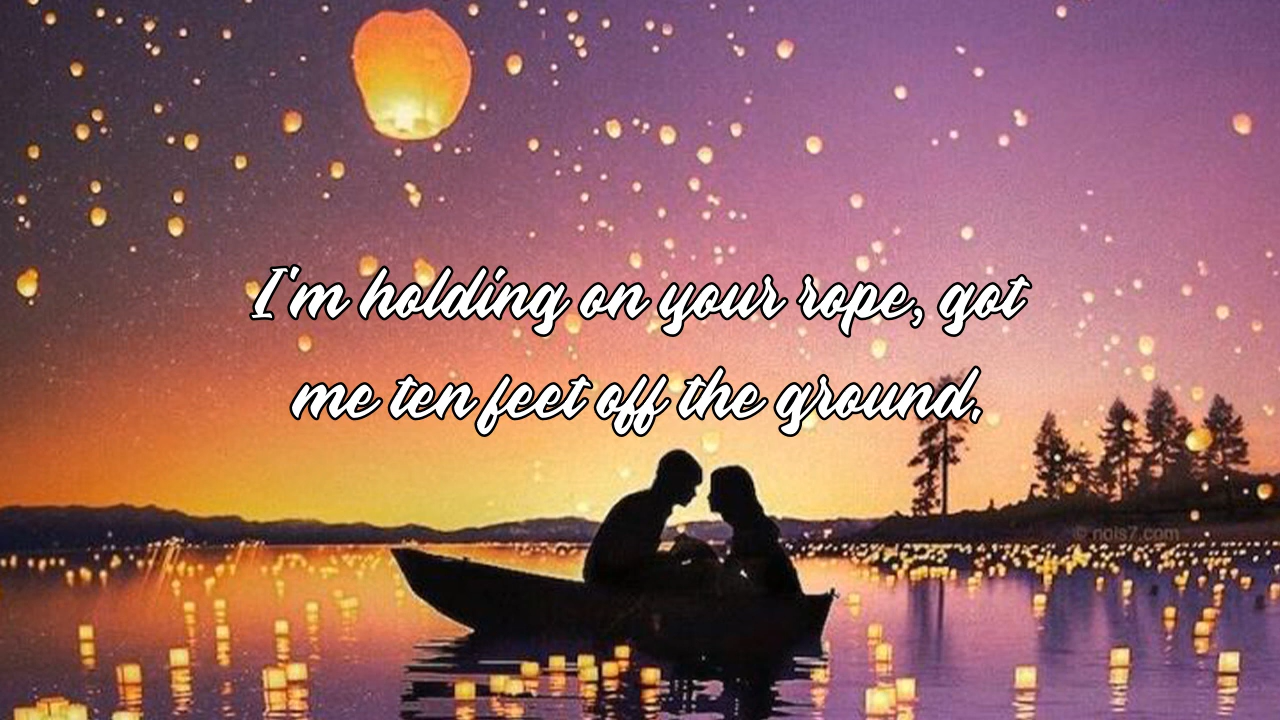 I'm holding on your rope, got
me ten feet off the ground,
© nois7.com